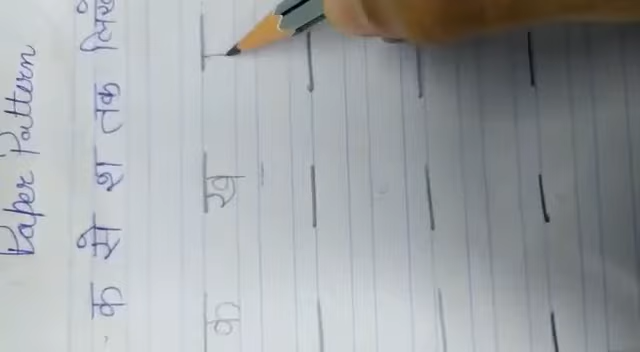 Paper Pattern
क से श तक लिखे
क ख